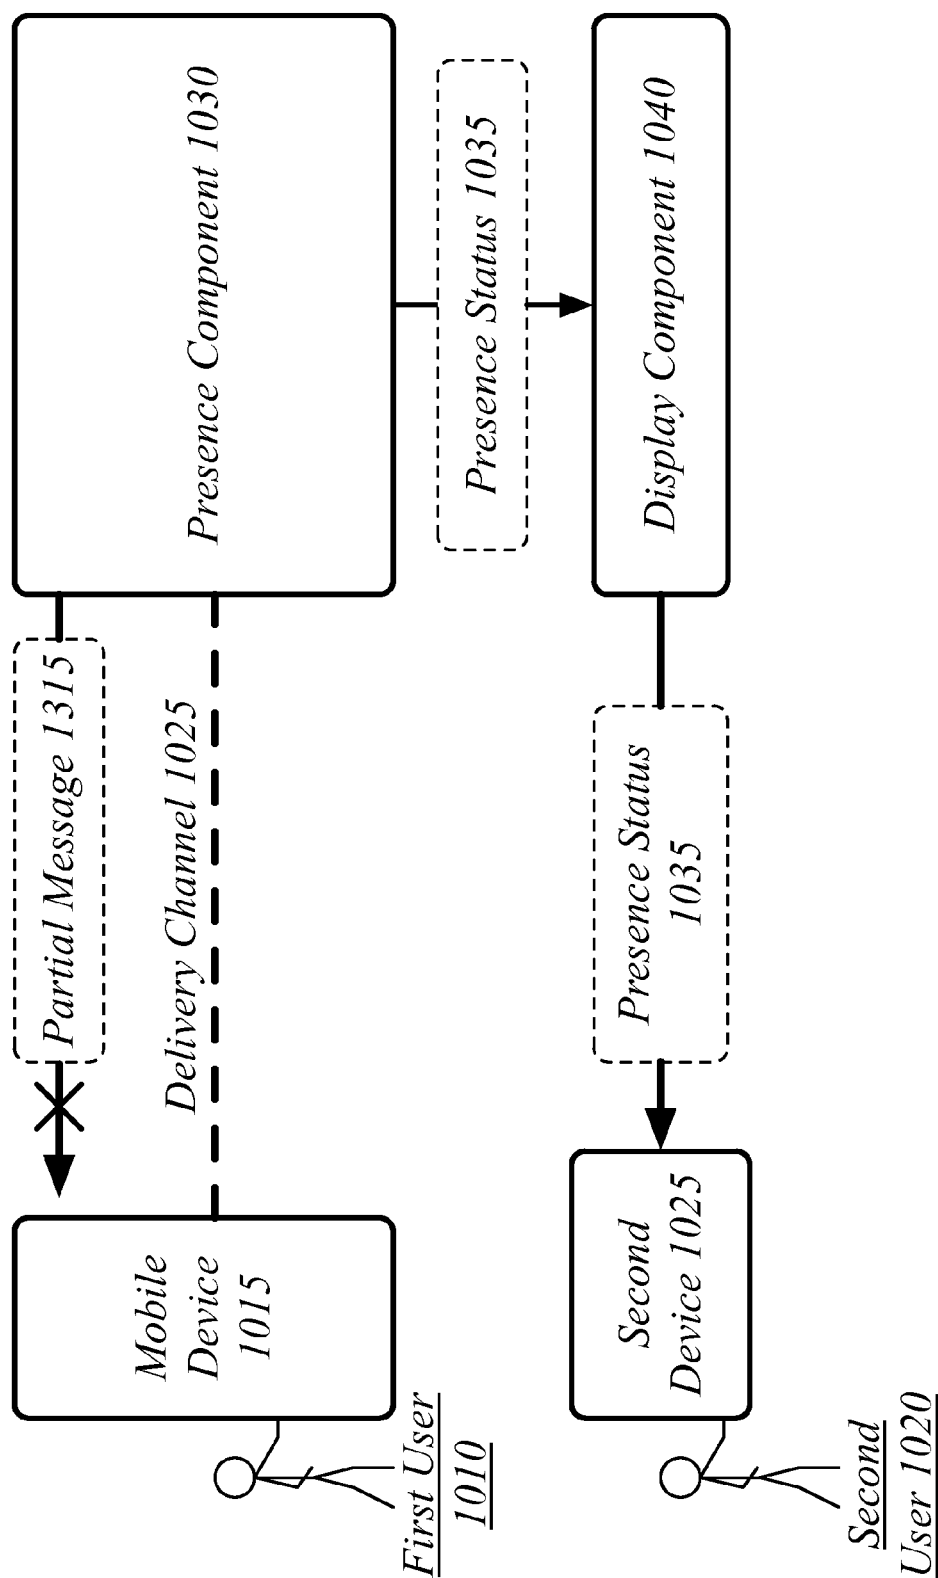 Partial Message 1315
Presence Component 1030
Delivery Channel 1025
Mobile
Device
1015
First User
1010
Presence Status 1035
Presence Status
1035
Display Component 1040
Second
Device 1025
Second
User 1020